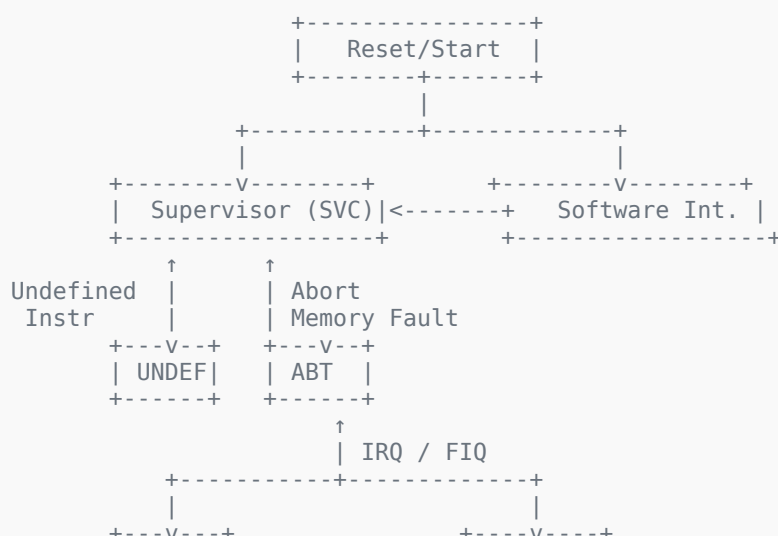 Reset/Start
Supervisor (SVC) Software Int.
Undefined Abort
Instr Memory Fault
UNDEF ABT
IRQ / FIQ